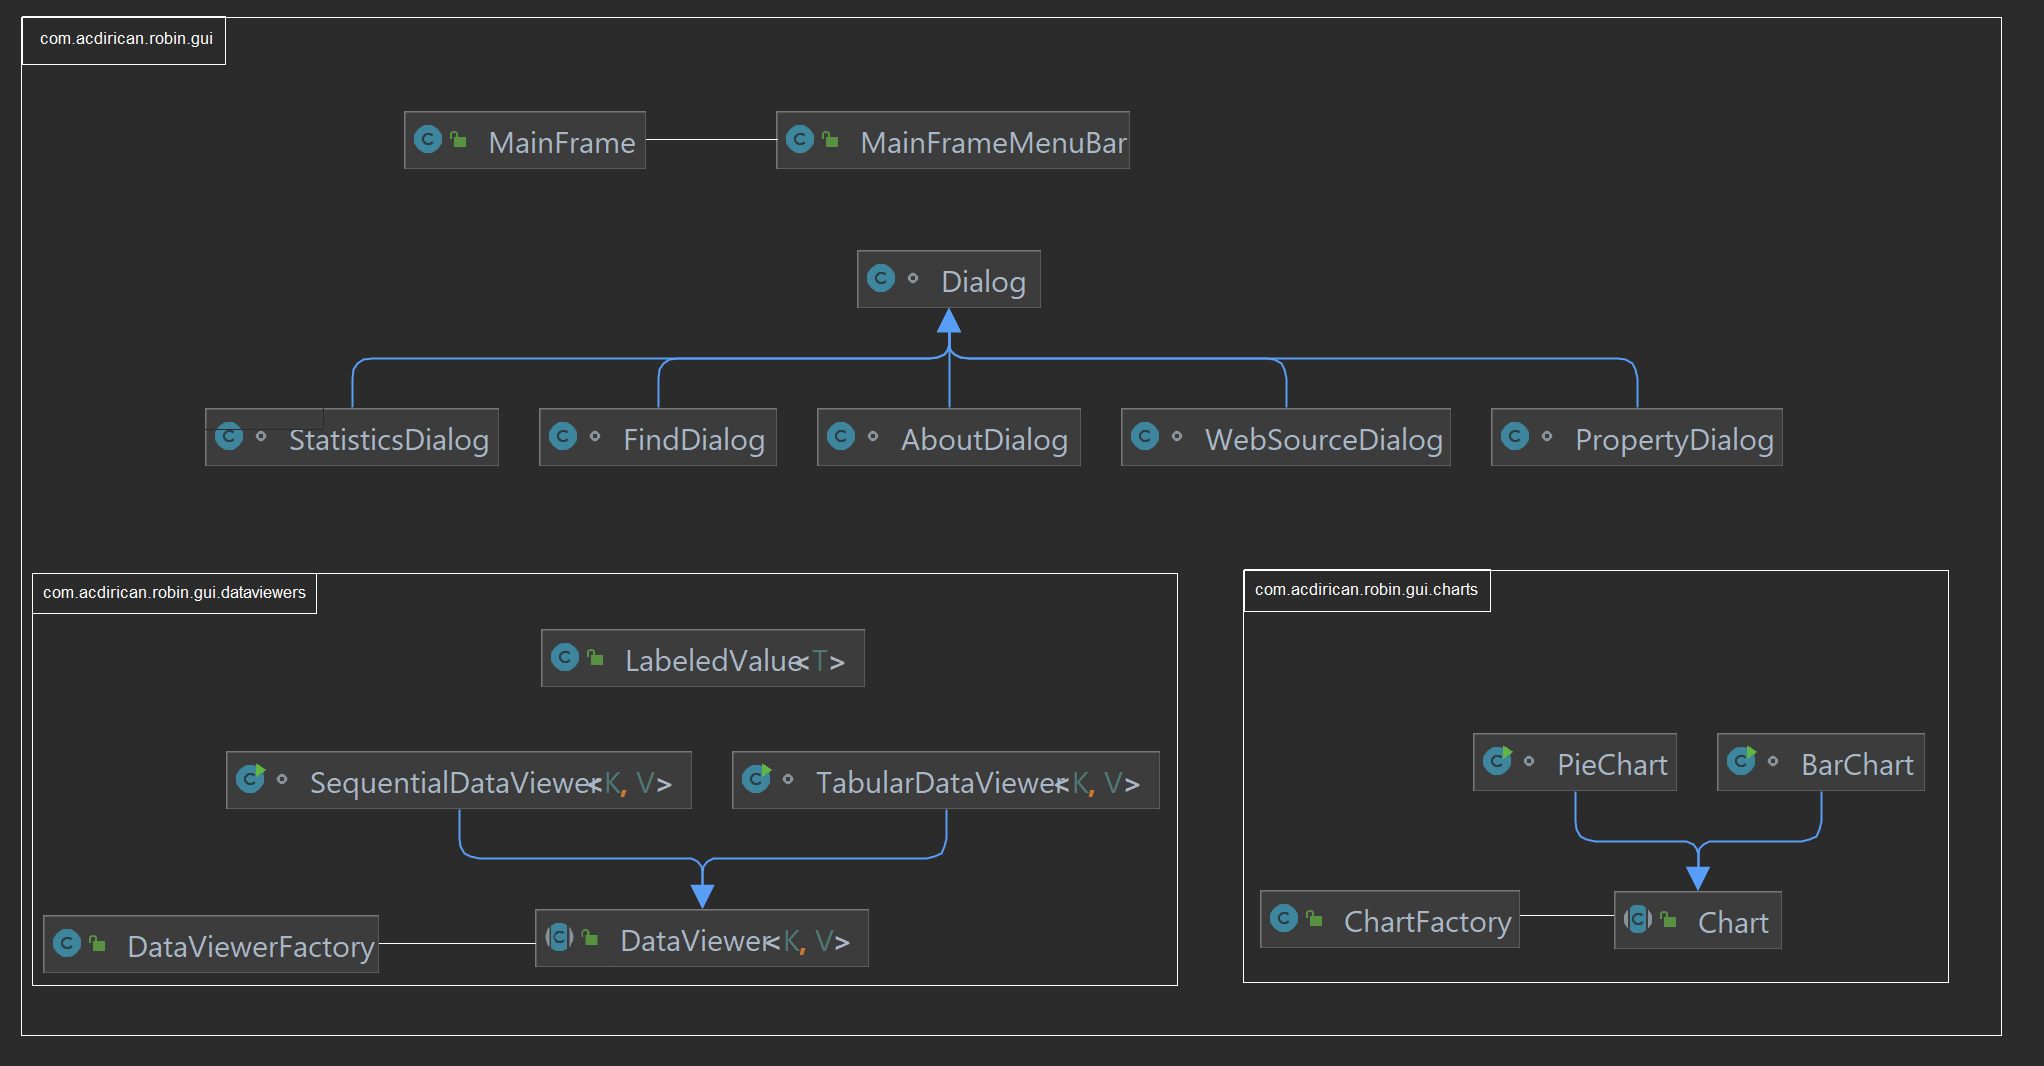 com.acdirican.robin.gui
C MainFrame
C MainFrameMenuBar
C Dialog
C StatisticsDialog
C FindDialog
C AboutDialog
C WebSourceDialog
C PropertyDialog
com.acdirican.robin.gui.dataviewers
C LabeledValue<T>
C SequentialDataViewer<K, V>
C TabularDataViewer<K, V>
C DataViewerFactory
C DataViewer<K, V>
com.acdirican.robin.gui.charts
C PieChart
C BarChart
C ChartFactory
C Chart